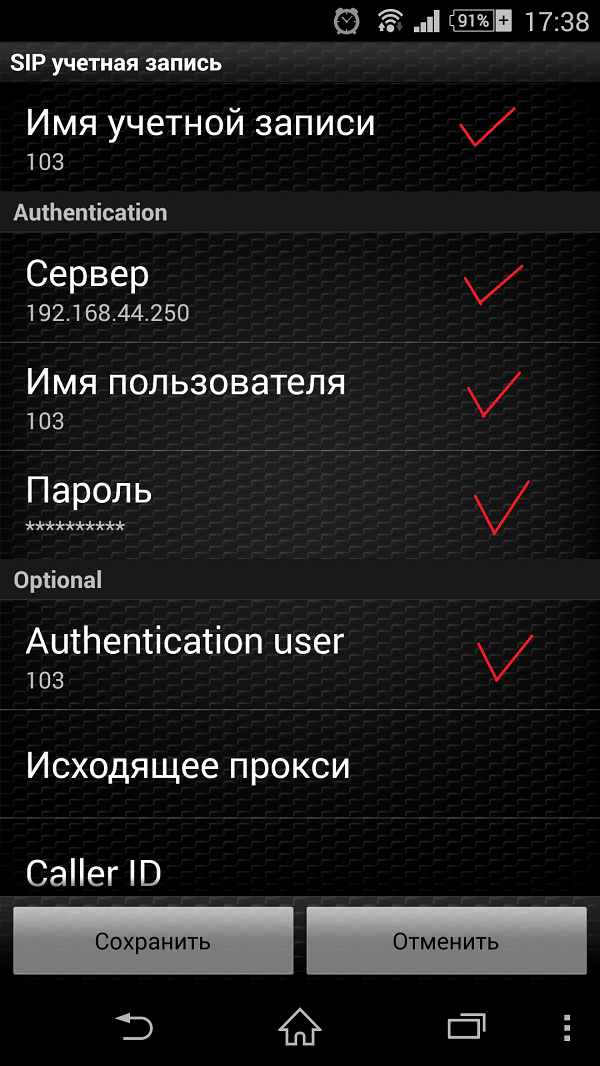 91% 17:38
SIP учетная запись
Имя учетной записи
103
Authentication
Сервер
192.168.44.250
Имя пользователя
103
Пароль
**********
Optional
Authentication user
103
Исходящее прокси
Caller ID
Сохранить Отменить